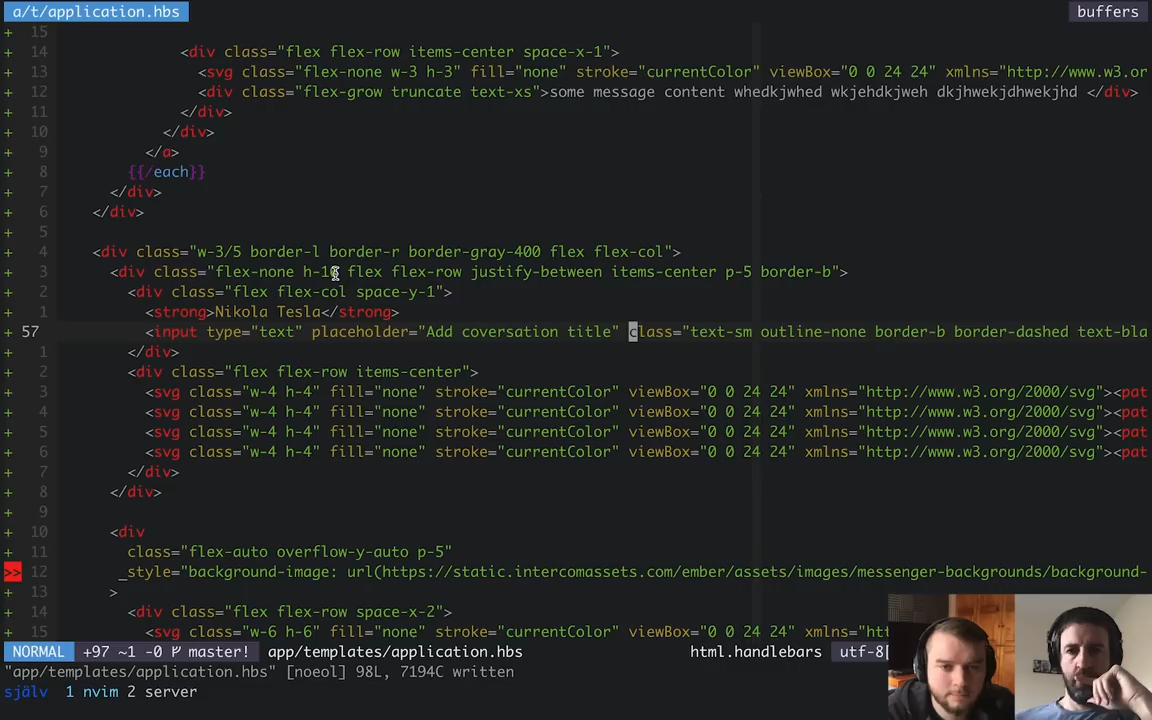 a/t/application.hbs buffers
+ 15
+ 14 <div class="flex flex-row items-center space-x-1">
+ 13 <svg class="flex-none w-3 h-3" fill="none" stroke="currentColor" viewBox="0 0 24 24" xmlns="http://www.w3.or
+ 12 <div class="flex-grow truncate text-xs">some message content whedkjwhed wkjehdkjweh dkjhwekjdhwekjhd </div>
+ 11 </div>
+ 10 </div>
+ 9 </a>
+ 8 {{/each}}
+ 7 </div>
+ 6 </div>
+ 5
+ 4 <div class="w-3/5 border-l border-r border-gray-400 flex flex-col">
+ 3 <div class="flex-none h-16 flex flex-row justify-between items-center p-5 border-b">
+ 2 <div class="flex flex-col space-y-1">
+ 1 <strong>Nikola Tesla</strong>
+ 57 <input type="text" placeholder="Add coversation title" class="text-sm outline-none border-b border-dashed text-bla
+ 1 </div>
+ 2 <div class="flex flex-row items-center">
+ 3 <svg class="w-4 h-4" fill="none" stroke="currentColor" viewBox="0 0 24 24" xmlns="http://www.w3.org/2000/svg"><pat
+ 4 <svg class="w-4 h-4" fill="none" stroke="currentColor" viewBox="0 0 24 24" xmlns="http://www.w3.org/2000/svg"><pat
+ 5 <svg class="w-4 h-4" fill="none" stroke="currentColor" viewBox="0 0 24 24" xmlns="http://www.w3.org/2000/svg"><pat
+ 6 <svg class="w-4 h-4" fill="none" stroke="currentColor" viewBox="0 0 24 24" xmlns="http://www.w3.org/2000/svg"><pat
+ 7 </div>
+ 8 </div>
+ 9
+ 10 <div
+ 11 class="flex-auto overflow-y-auto p-5"
>> 12 _style="background-image: url(https://static.intercomassets.com/ember/assets/images/messenger-backgrounds/background-
+ 13 >
+ 14 <div class="flex flex-row space-x-2">
+ 15 <svg class="w-6 h-6" fill="none" stroke="currentColor" viewBox="0 0 24 24" xmlns="htt
NORMAL +97 ~1 -0 master! app/templates/application.hbs html.handlebars utf-8[
"app/templates/application.hbs" [noeol] 98L, 7194C written
själv 1 nvim 2 server